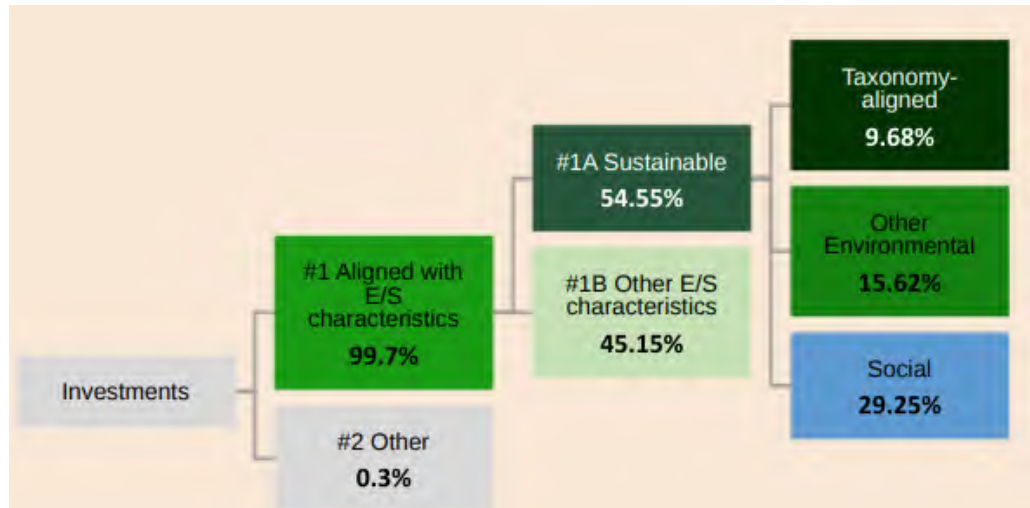 Investments
#1 Aligned with
E/S
characteristics
99.7%
#2 Other
0.3%
#1A Sustainable
54.55%
#1B Other E/S
characteristics
45.15%
Taxonomy-
aligned
9.68%
Other
Environmental
15.62%
Social
29.25%